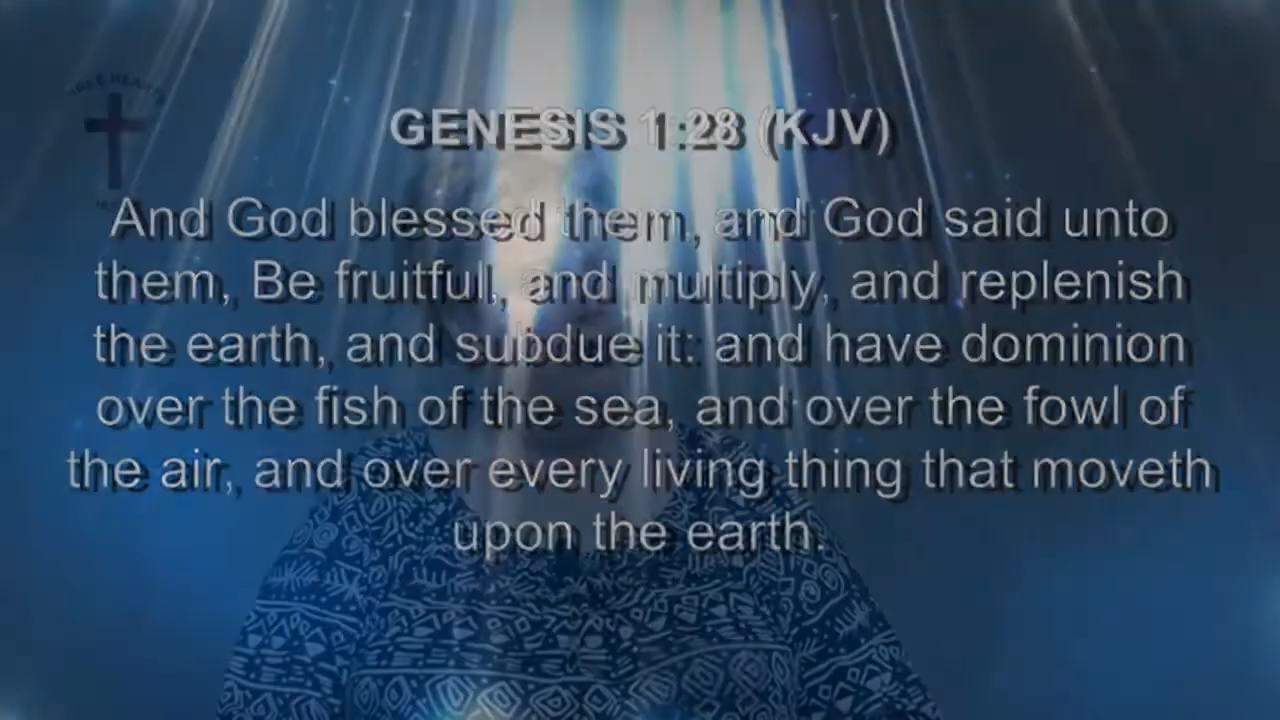 GENESIS 1:28 (KJV)
And God blessed them, and God said unto
them, Be fruitful, and multiply, and replenish
the earth, and subdue it: and have dominion
over the fish of the sea, and over the fowl of
the air, and over every living thing that moveth
upon the earth.